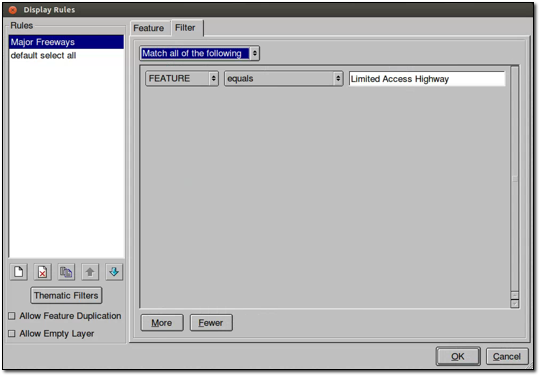 Display Rules
Rules
Major Freeways
default select all
Thematic Filters
Allow Feature Duplication
Allow Empty Layer
Feature
Filter
Match all of the following
FEATURE
equals
Limited Access Highway
More
Fewer
OK
Cancel